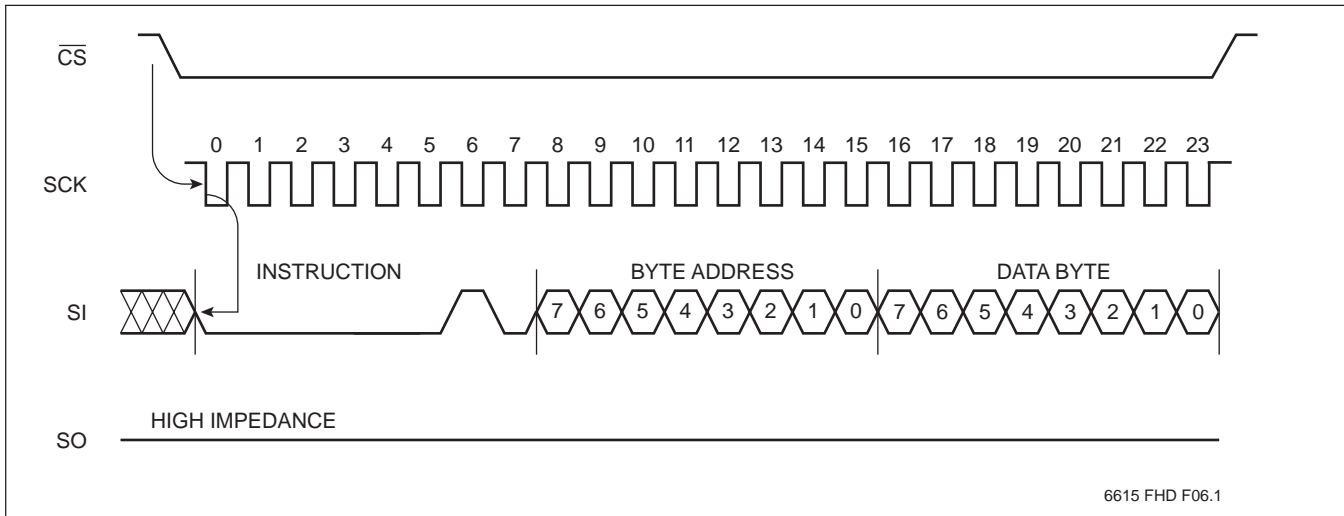 CS
0 1 2 3 4 5 6 7 8 9 10 11 12 13 14 15 16 17 18 19 20 21 22 23
SCK
INSTRUCTION BYTE ADDRESS DATA BYTE
SI 7 6 5 4 3 2 1 0 7 6 5 4 3 2 1 0
HIGH IMPEDANCE
SO
6615 FHD F06.1